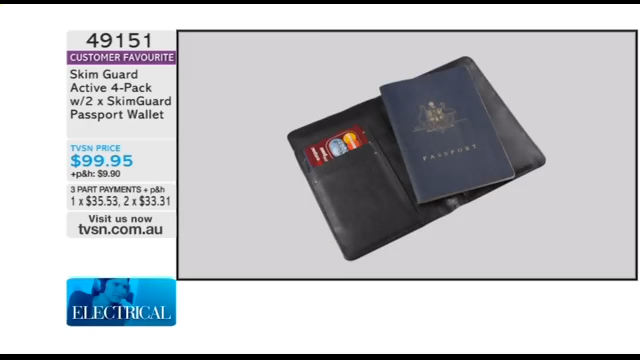 49151
CUSTOMER FAVOURITE
Skim Guard
Active 4-Pack
w/2 x SkimGuard
Passport Wallet
TVSN PRICE
$99.95
+p&h: $9.90
3 PART PAYMENTS + p&h
1 x $35.53, 2 x $33.31
Visit us now
tvsn.com.au
ELECTRICAL
PASSPORT